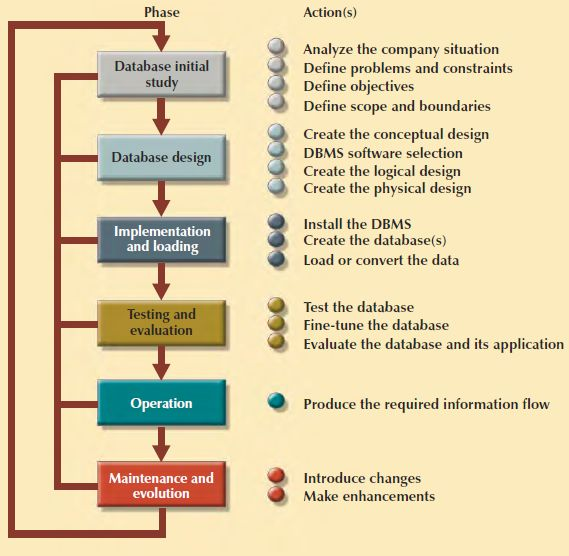 Phase Action(s)
Database initial
study
Analyze the company situation
Define problems and constraints
Define objectives
Define scope and boundaries
Database design
Create the conceptual design
DBMS software selection
Create the logical design
Create the physical design
Implementation
and loading
Install the DBMS
Create the database(s)
Load or convert the data
Testing and
evaluation
Test the database
Fine-tune the database
Evaluate the database and its application
Operation
Produce the required information flow
Maintenance and
evolution
Introduce changes
Make enhancements